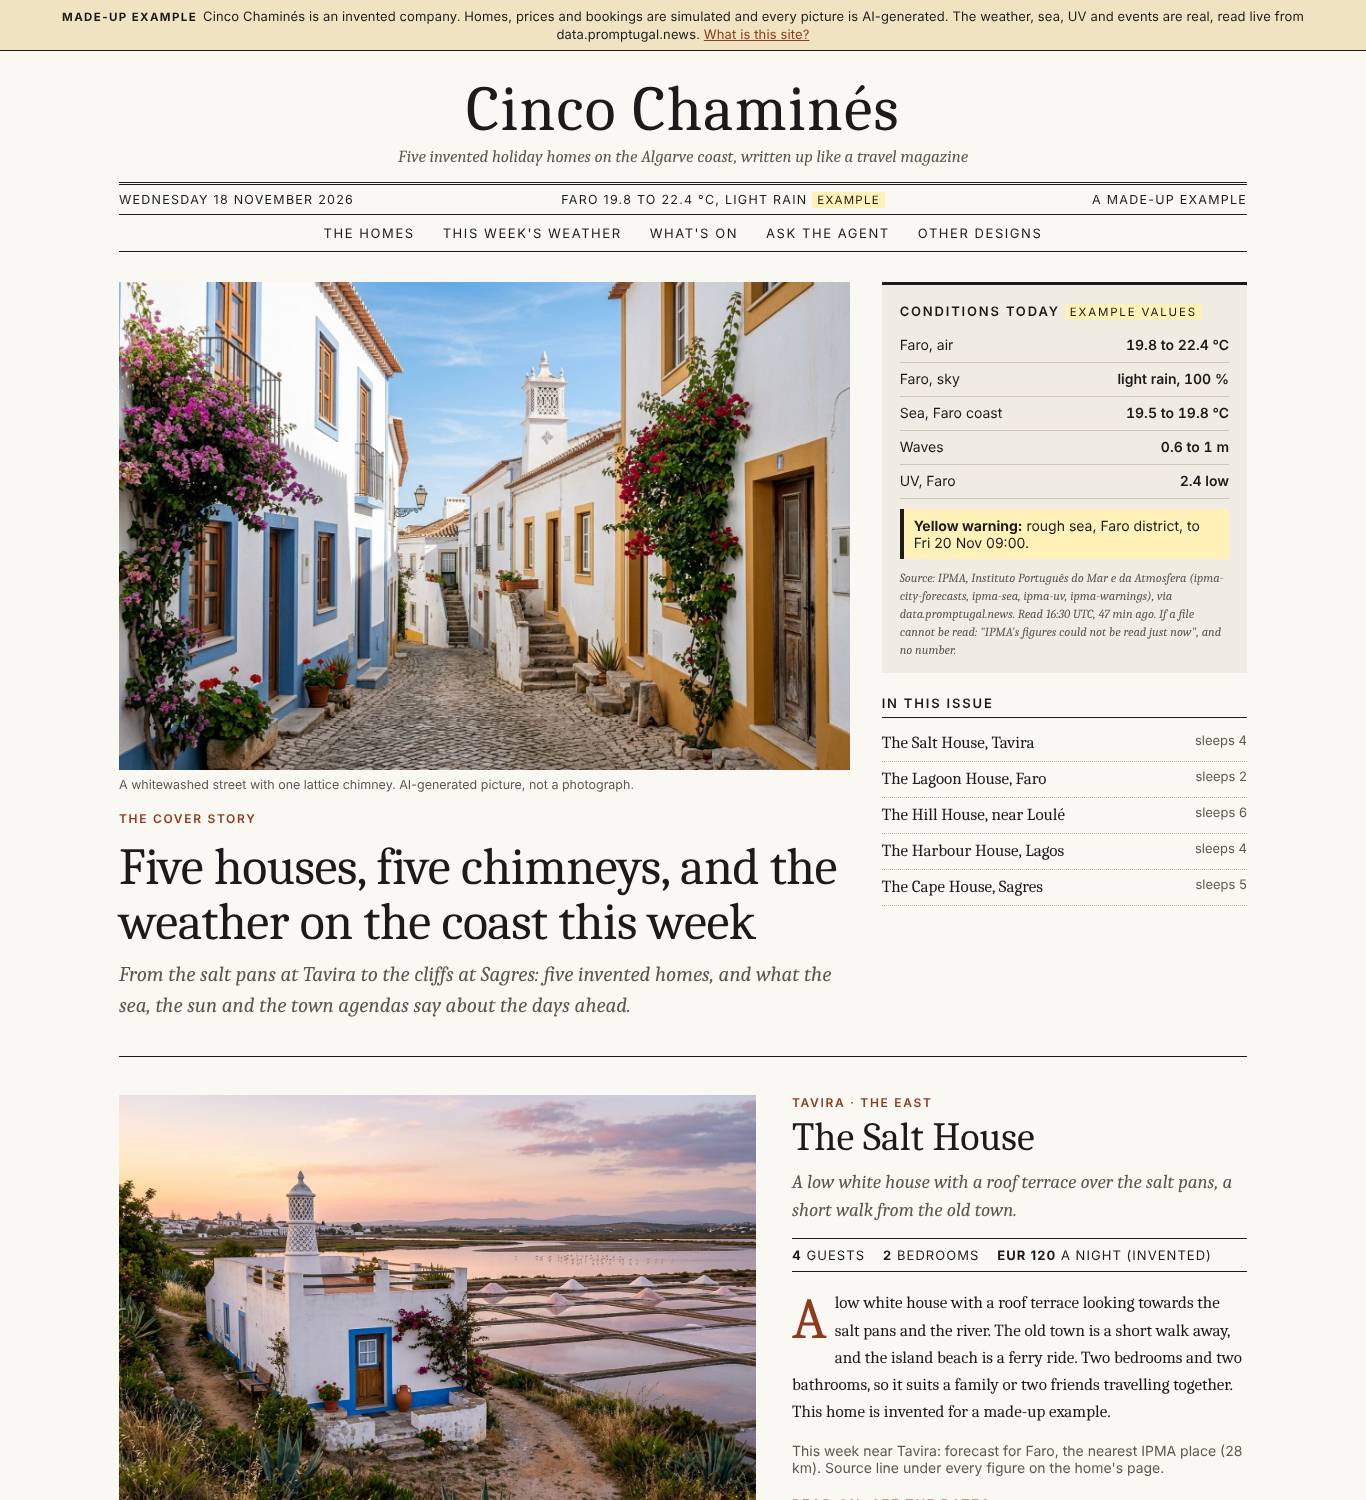 MADE-UP EXAMPLE Cinco Chaminés is an invented company. Homes, prices and bookings are simulated and every picture is AI-generated. The weather, sea, UV and events are real, read live from
data.promptugal.news. What is this site?
Cinco Chaminés
Five invented holiday homes on the Algarve coast, written up like a travel magazine
WEDNESDAY 18 NOVEMBER 2026
FARO 19.8 TO 22.4 °C, LIGHT RAIN EXAMPLE
A MADE-UP EXAMPLE
THE HOMES THIS WEEK'S WEATHER WHAT'S ON ASK THE AGENT OTHER DESIGNS
A whitewashed street with one lattice chimney. AI-generated picture, not a photograph.
THE COVER STORY
Five houses, five chimneys, and the
weather on the coast this week
From the salt pans at Tavira to the cliffs at Sagres: five invented homes, and what the
sea, the sun and the town agendas say about the days ahead.
CONDITIONS TODAY EXAMPLE VALUES
Faro, air 19.8 to 22.4 °C
Faro, sky light rain, 100 %
Sea, Faro coast 19.5 to 19.8 °C
Waves 0.6 to 1 m
UV, Faro 2.4 low
Yellow warning: rough sea, Faro district, to
Fri 20 Nov 09:00.
Source: IPMA, Instituto Português do Mar e da Atmosfera (ipma-
city-forecasts, ipma-sea, ipma-uv, ipma-warnings), via
data.promptugal.news. Read 16:30 UTC, 47 min ago. If a file
cannot be read: "IPMA's figures could not be read just now", and
no number.
IN THIS ISSUE
The Salt House, Tavira sleeps 4
The Lagoon House, Faro sleeps 2
The Hill House, near Loulé sleeps 6
The Harbour House, Lagos sleeps 4
The Cape House, Sagres sleeps 5
TAVIRA · THE EAST
The Salt House
A low white house with a roof terrace over the salt pans, a
short walk from the old town.
4 GUESTS 2 BEDROOMS EUR 120 A NIGHT (INVENTED)
A low white house with a roof terrace looking towards the
salt pans and the river. The old town is a short walk away,
and the island beach is a ferry ride. Two bedrooms and two
bathrooms, so it suits a family or two friends travelling together.
This home is invented for a made-up example.
This week near Tavira: forecast for Faro, the nearest IPMA place (28
km). Source line under every figure on the home's page.